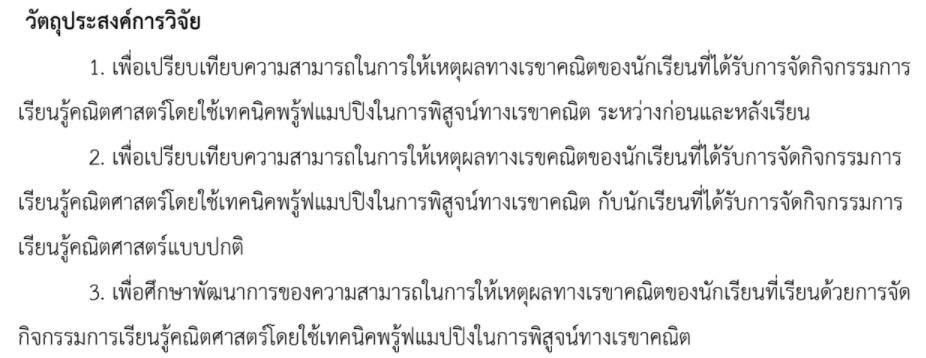 วัตถุประสงค์การวิจัย
1. เพื่อเปรียบเทียบความสามารถในการให้เหตุผลทางเรขาคณิตของนักเรียนที่ได้รับการจัดกิจกรรมการ
เรียนรู้คณิตศาสตร์โดยใช้เทคนิคพรู้ฟแมปปิงในการพิสูจน์ทางเรขาคณิต ระหว่างก่อนและหลังเรียน
2. เพื่อเปรียบเทียบความสามารถในการให้เหตุผลทางเรขคณิตของนักเรียนที่ได้รับการจัดกิจกรรมการ
เรียนรู้คณิตศาสตร์โดยใช้เทคนิคพรู้ฟแมปปิงในการพิสูจน์ทางเรขาคณิต กับนักเรียนที่ได้รับการจัดกิจกรรมการ
เรียนรู้คณิตศาสตร์แบบปกติ
3. เพื่อศึกษาพัฒนาการของความสามารถในการให้เหตุผลทางเรขาคณิตของนักเรียนที่เรียนด้วยการจัด
กิจกรรมการเรียนรู้คณิตศาสตร์โดยใช้เทคนิคพรู้ฟแมปปิงในการพิสูจน์ทางเรขาคณิต